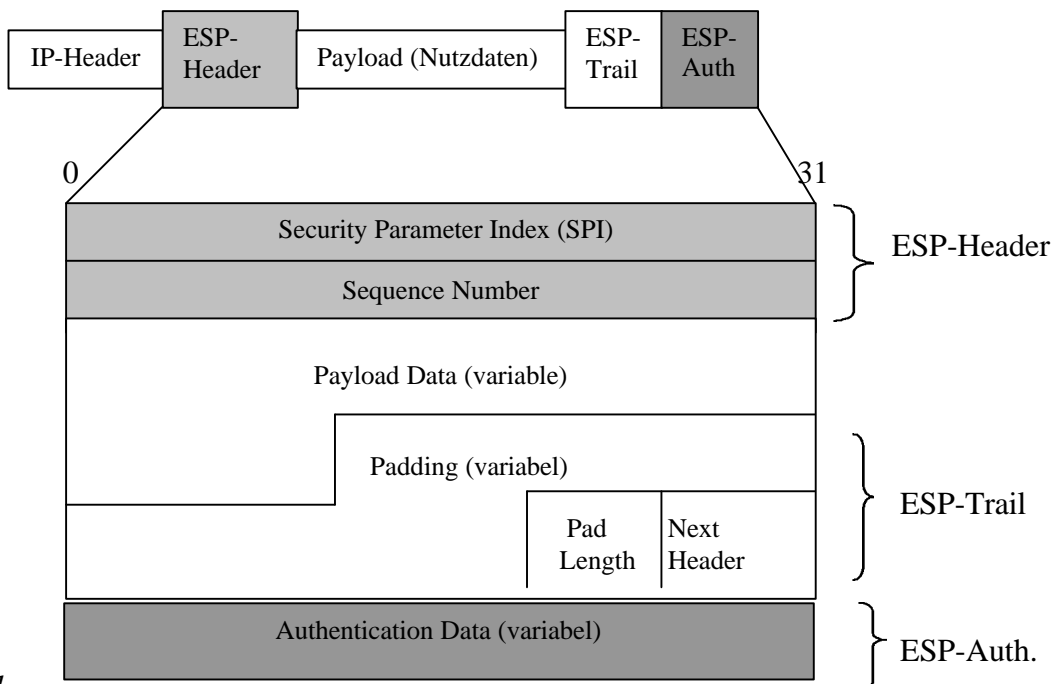 IP-Header
ESP-
Header
Payload (Nutzdaten)
ESP-
Trail
ESP-
Auth
0
31
Security Parameter Index (SPI)
Sequence Number
ESP-Header
Payload Data (variable)
Padding (variabel)
Pad
Length
Next
Header
ESP-Trail
Authentication Data (variabel)
ESP-Auth.